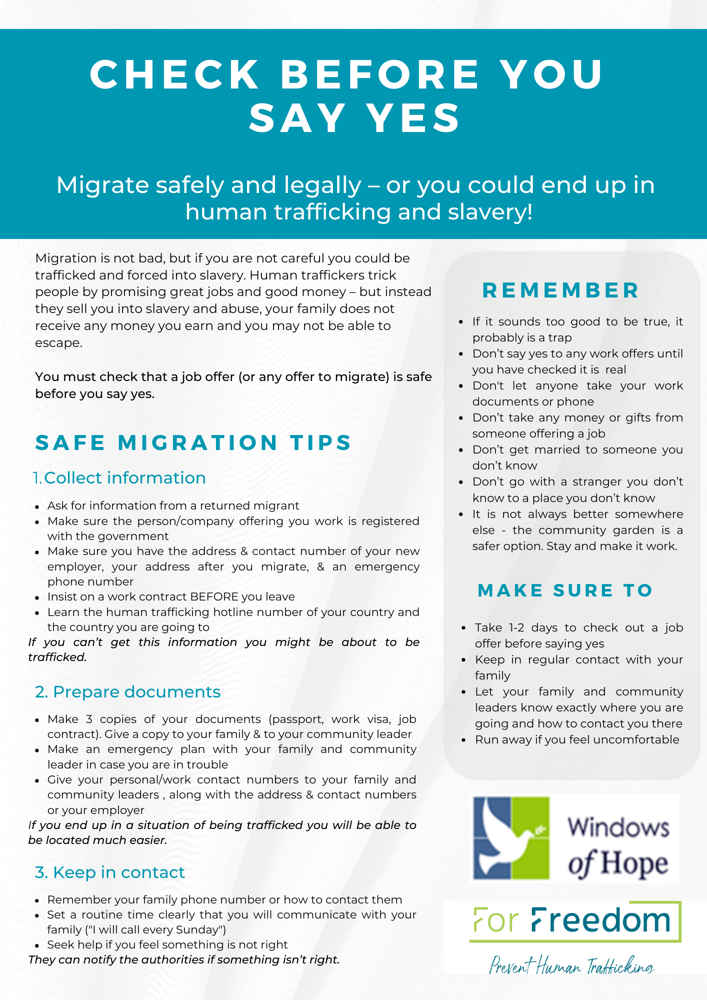 CHECK BEFORE YOU
SAY YES
Migrate safely and legally – or you could end up in
human trafficking and slavery!
Migration is not bad, but if you are not careful you could be
trafficked and forced into slavery. Human traffickers trick
people by promising great jobs and good money – but instead
they sell you into slavery and abuse, your family does not
receive any money you earn and you may not be able to
escape.
You must check that a job offer (or any offer to migrate) is safe
before you say yes.
SAFE MIGRATION TIPS
1. Collect information
• Ask for information from a returned migrant
• Make sure the person/company offering you work is registered
with the government
• Make sure you have the address & contact number of your new
employer, your address after you migrate, & an emergency
phone number
• Insist on a work contract BEFORE you leave
• Learn the human trafficking hotline number of your country and
the country you are going to
If you can’t get this information you might be about to be
trafficked.
2. Prepare documents
• Make 3 copies of your documents (passport, work visa, job
contract). Give a copy to your family & to your community leader
• Make an emergency plan with your family and community
leader in case you are in trouble
• Give your personal/work contact numbers to your family and
community leaders , along with the address & contact numbers
or your employer
If you end up in a situation of being trafficked you will be able to
be located much easier.
3. Keep in contact
• Remember your family phone number or how to contact them
• Set a routine time clearly that you will communicate with your
family ("I will call every Sunday")
• Seek help if you feel something is not right
They can notify the authorities if something isn’t right.
REMEMBER
• If it sounds too good to be true, it
probably is a trap
• Don’t say yes to any work offers until
you have checked it is  real
• Don't let anyone take your work
documents or phone
• Don’t take any money or gifts from
someone offering a job
• Don’t get married to someone you
don’t know
• Don’t go with a stranger you don’t
know to a place you don’t know
• It is not always better somewhere
else - the community garden is a
safer option. Stay and make it work.
MAKE SURE TO
• Take 1-2 days to check out a job
offer before saying yes
• Keep in regular contact with your
family
• Let your family and community
leaders know exactly where you are
going and how to contact you there
• Run away if you feel uncomfortable
Windows
of Hope
For Freedom
Prevent Human Trafficking